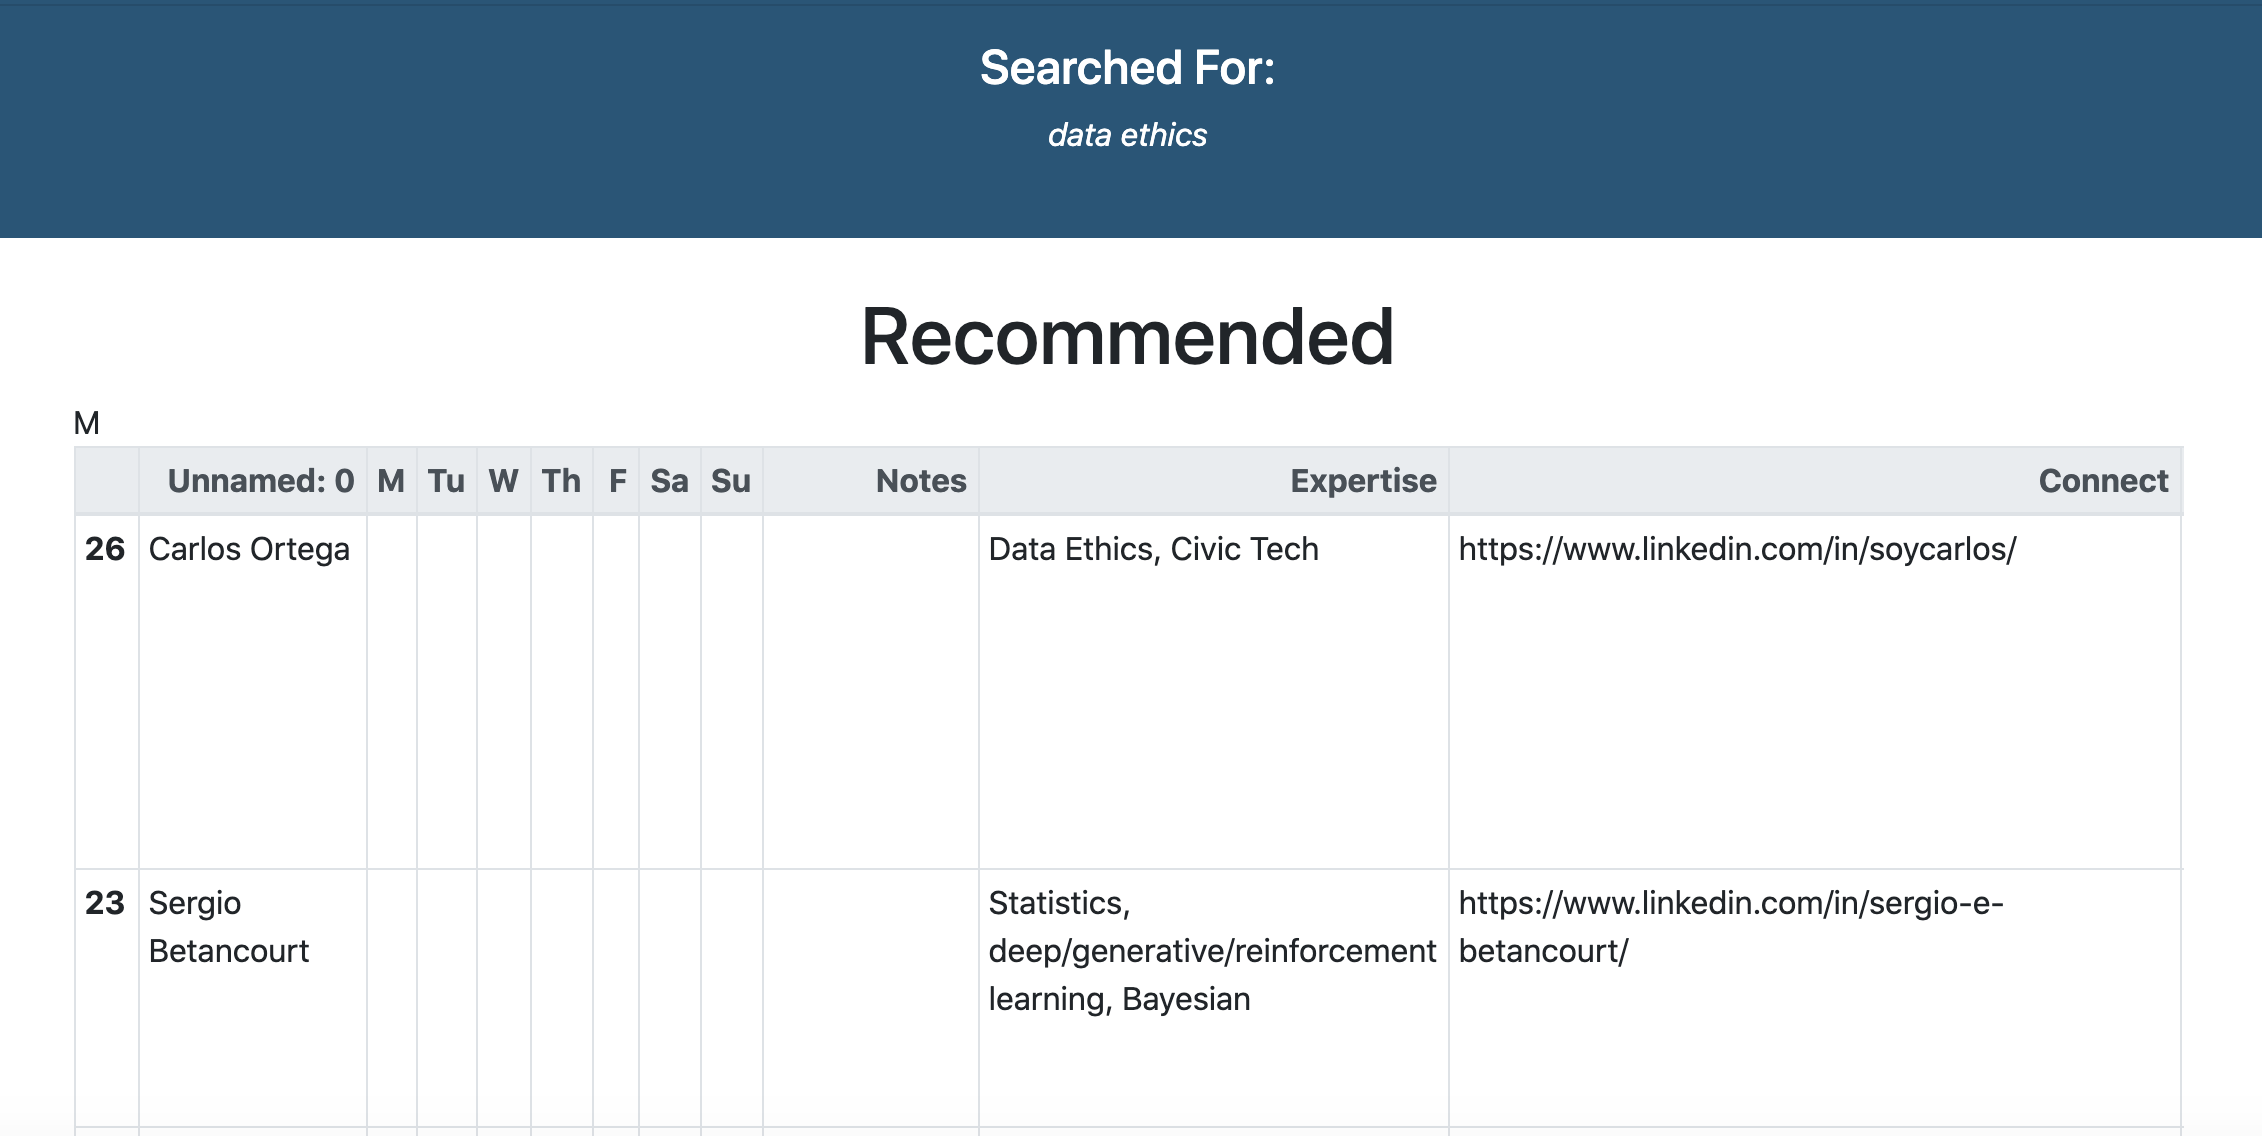 Searched For:
data ethics
Recommended
M
Unnamed: 0 M Tu W Th F Sa Su Notes Expertise Connect
26 Carlos Ortega Data Ethics, Civic Tech https://www.linkedin.com/in/soycarlos/
23 Sergio Statistics, https://www.linkedin.com/in/sergio-e-
Betancourt deep/generative/reinforcement betancourt/
learning, Bayesian